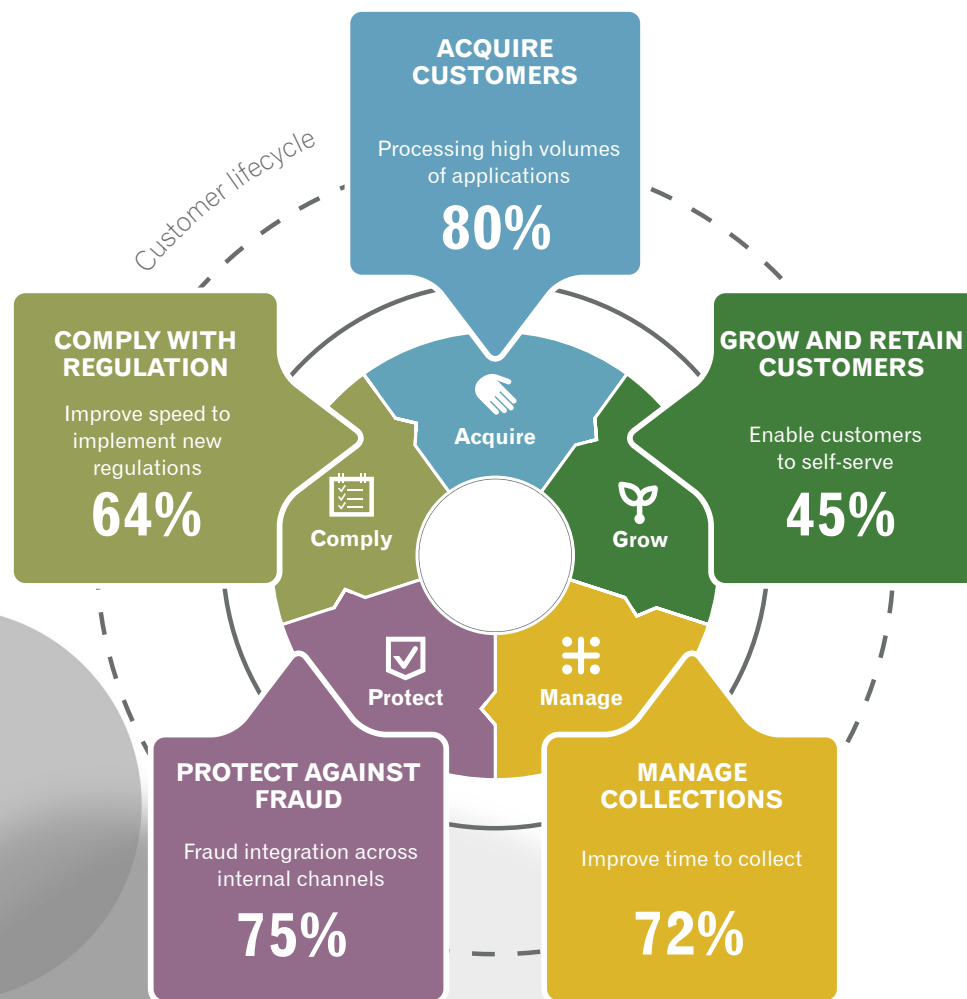 ACQUIRE
CUSTOMERS
Processing high volumes
of applications
80%
Customer lifecycle
COMPLY WITH
REGULATION
Improve speed to
implement new
regulations
64%
GROW AND RETAIN
CUSTOMERS
Enable customers
to self-serve
45%
Acquire
Comply
Grow
Protect
Manage
PROTECT AGAINST
FRAUD
Fraud integration across
internal channels
75%
MANAGE
COLLECTIONS
Improve time to collect
72%